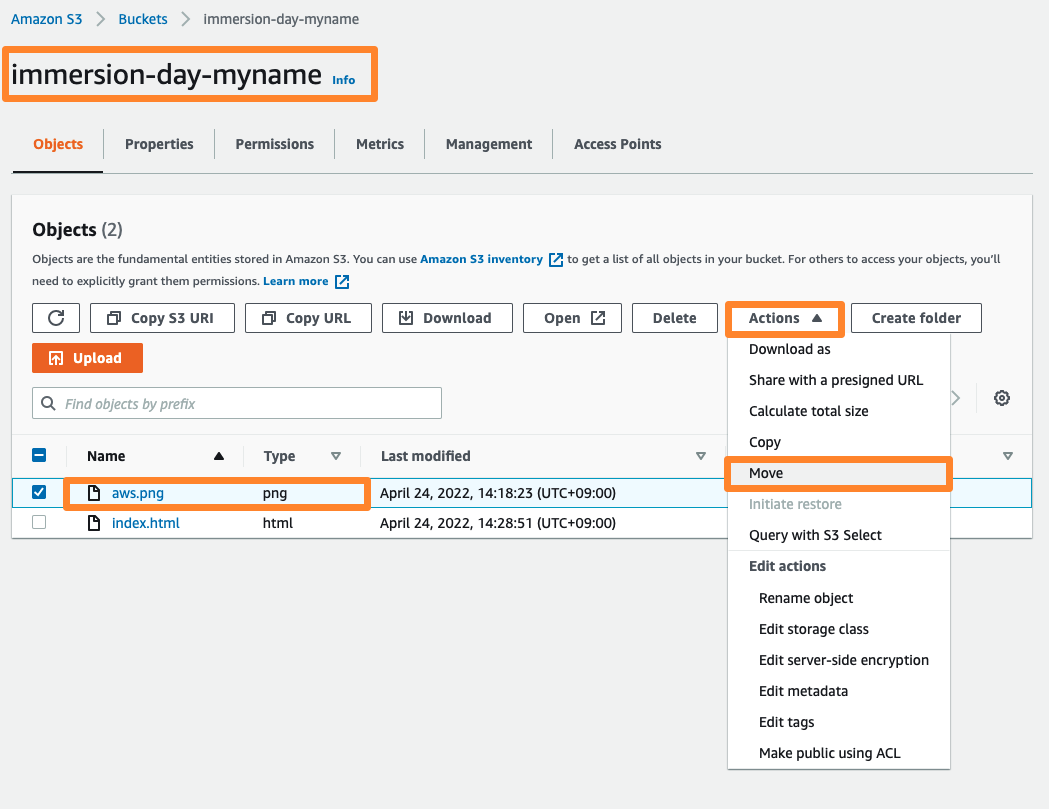 Amazon S3 > Buckets > immersion-day-myname
immersion-day-myname Info
Objects Properties Permissions Metrics Management Access Points
Objects (2)
Objects are the fundamental entities stored in Amazon S3. You can use Amazon S3 inventory to get a list of all objects in your bucket. For others to access your objects, you'll
need to explicitly grant them permissions. Learn more
Copy S3 URI Copy URL Download Open Delete Actions Create folder
Upload
Find objects by prefix
Name Type Last modified
aws.png png April 24, 2022, 14:18:23 (UTC+09:00)
index.html html April 24, 2022, 14:28:51 (UTC+09:00)
Download as
Share with a presigned URL
Calculate total size
Copy
Move
Initiate restore
Query with S3 Select
Edit actions
Rename object
Edit storage class
Edit server-side encryption
Edit metadata
Edit tags
Make public using ACL